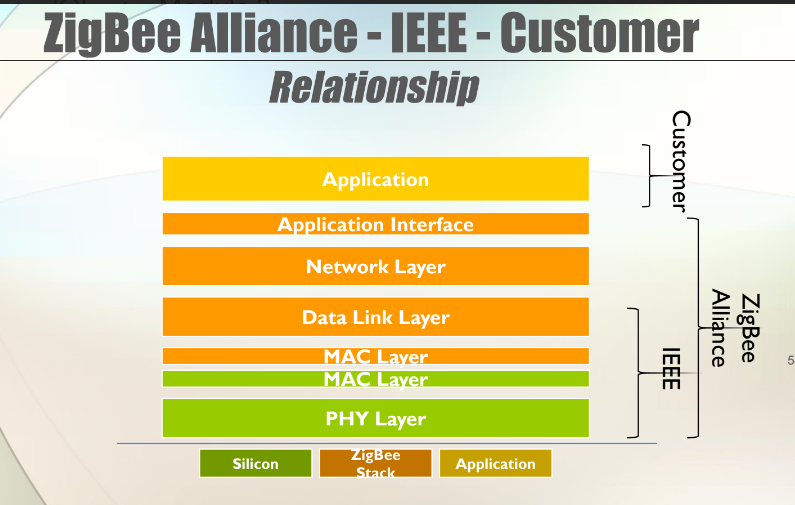 ZigBee Alliance - IEEE - Customer
Relationship
Customer
Application
Application Interface
Network Layer
Data Link Layer
MAC Layer
MAC Layer
PHY Layer
IEEE
ZigBee
Alliance
5
Silicon
ZigBee
Stack
Application